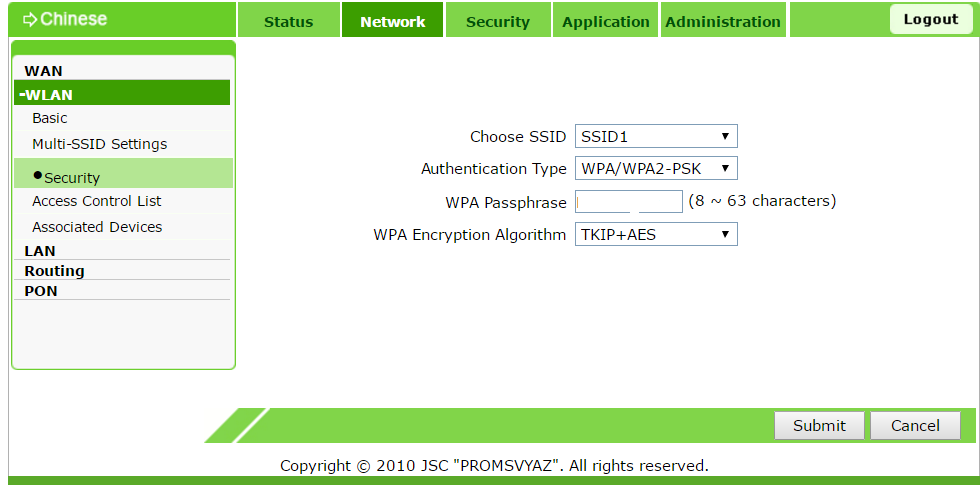 Chinese
Status Network Security Application Administration Logout
WAN
-WLAN
Basic
Multi-SSID Settings
Security
Access Control List
Associated Devices
LAN
Routing
PON
Choose SSID SSID1
Authentication Type WPA/WPA2-PSK
WPA Passphrase (8 ~ 63 characters)
WPA Encryption Algorithm TKIP+AES
Submit Cancel
Copyright © 2010 JSC "PROMSVYAZ". All rights reserved.